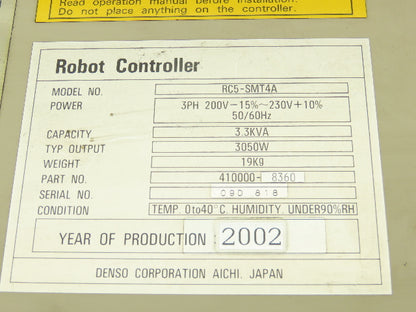 Read operation manual before installation.
Do not place anything on the controller.
Robot Controller
MODEL NO. RC5-SMT4A
POWER 3PH 200V-15%~230V+10%
50/60Hz
CAPACITY 3.3KVA
TYP OUTPUT 3050W
WEIGHT 19Kg
PART NO. 410000-8360
SERIAL NO. 090 818
CONDITION TEMP. 0to40°C, HUMIDITY, UNDER90%RH
YEAR OF PRODUCTION: 2002
DENSO CORPORATION AICHI, JAPAN